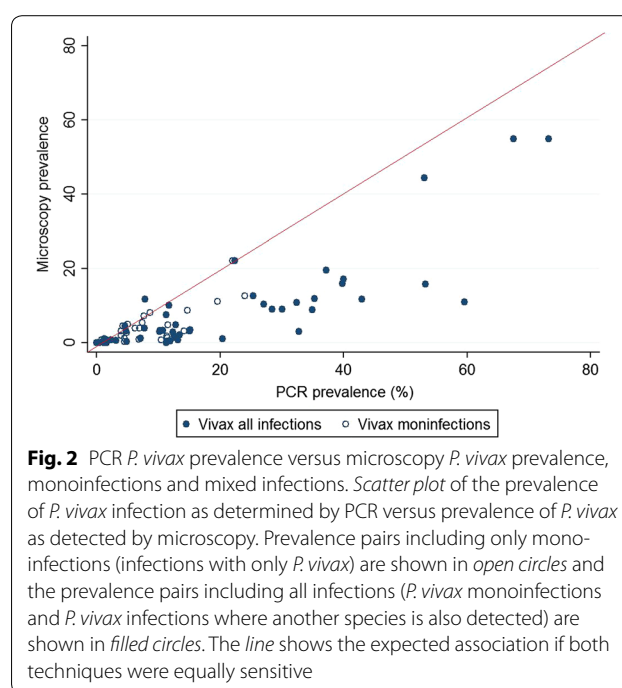 80
60
40
20
0
Microscopy prevalence
0 20 40 60 80
PCR prevalence (%)
Vivax all infections Vivax moninfections
Fig. 2 PCR P. vivax prevalence versus microscopy P. vivax prevalence,
monoinfections and mixed infections. Scatter plot of the prevalence
of P. vivax infection as determined by PCR versus prevalence of P. vivax
as detected by microscopy. Prevalence pairs including only mono-
infections (infections with only P. vivax) are shown in open circles and
the prevalence pairs including all infections (P. vivax monoinfections
and P. vivax infections where another species is also detected) are
shown in filled circles. The line shows the expected association if both
techniques were equally sensitive